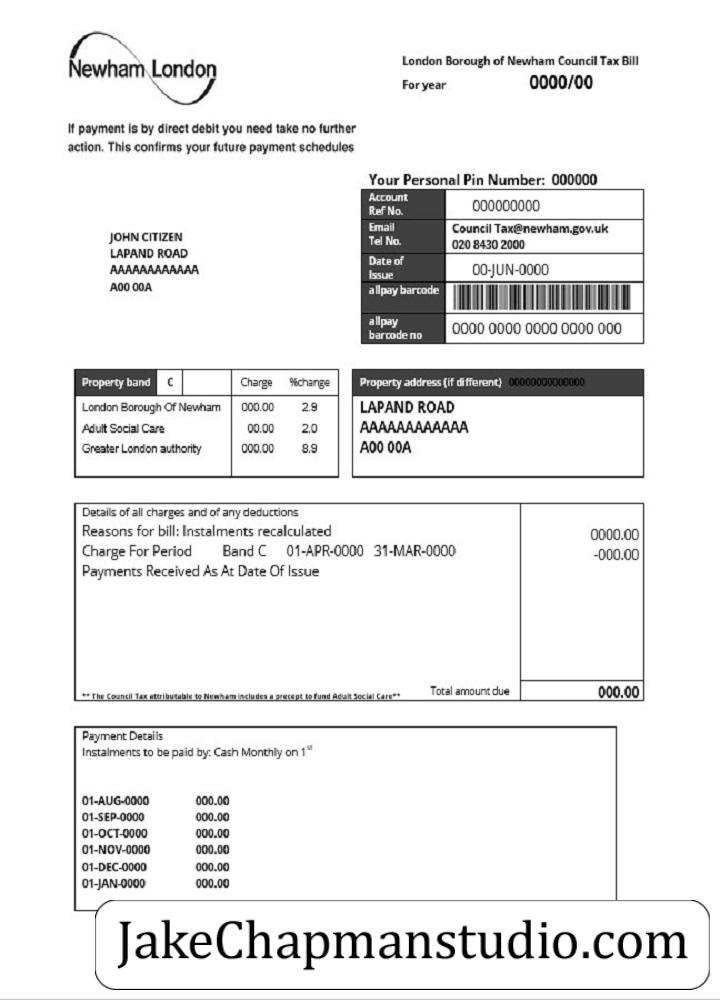 Newham London
London Borough of Newham Council Tax Bill
For year 0000/00
If payment is by direct debit you need take no further
action. This confirms your future payment schedules
Your Personal Pin Number: 000000
Account
Ref No. 000000000
Email
Tel No.
Council Tax@newham.gov.uk
020 8430 2000
Date of
Issue 00-JUN-0000
allpay barcode
allpay
barcode no 0000 0000 0000 0000 000
JOHN CITIZEN
LAPAND ROAD
AAAAAAAAAAAA
A00 00A
Property band C Charge %change
London Borough Of Newham 000.00 2.9
Adult Social Care 00.00 2.0
Greater London authority 000.00 8.9
Property address (if different) 00000000000000
LAPAND ROAD
AAAAAAAAAAAA
A00 00A
Details of all charges and of any deductions
Reasons for bill: Instalments recalculated 0000.00
Charge For Period Band C 01-APR-0000 31-MAR-0000 -000.00
Payments Received As At Date Of Issue
** The Council Tax attributable to Newham includes a precept to fund Adult Social Care**
Total amount due 000.00
Payment Details
Instalments to be paid by: Cash Monthly on 1st
01-AUG-0000 000.00
01-SEP-0000 000.00
01-OCT-0000 000.00
01-NOV-0000 000.00
01-DEC-0000 000.00
01-JAN-0000 000.00
JakeChapmanstudio.com